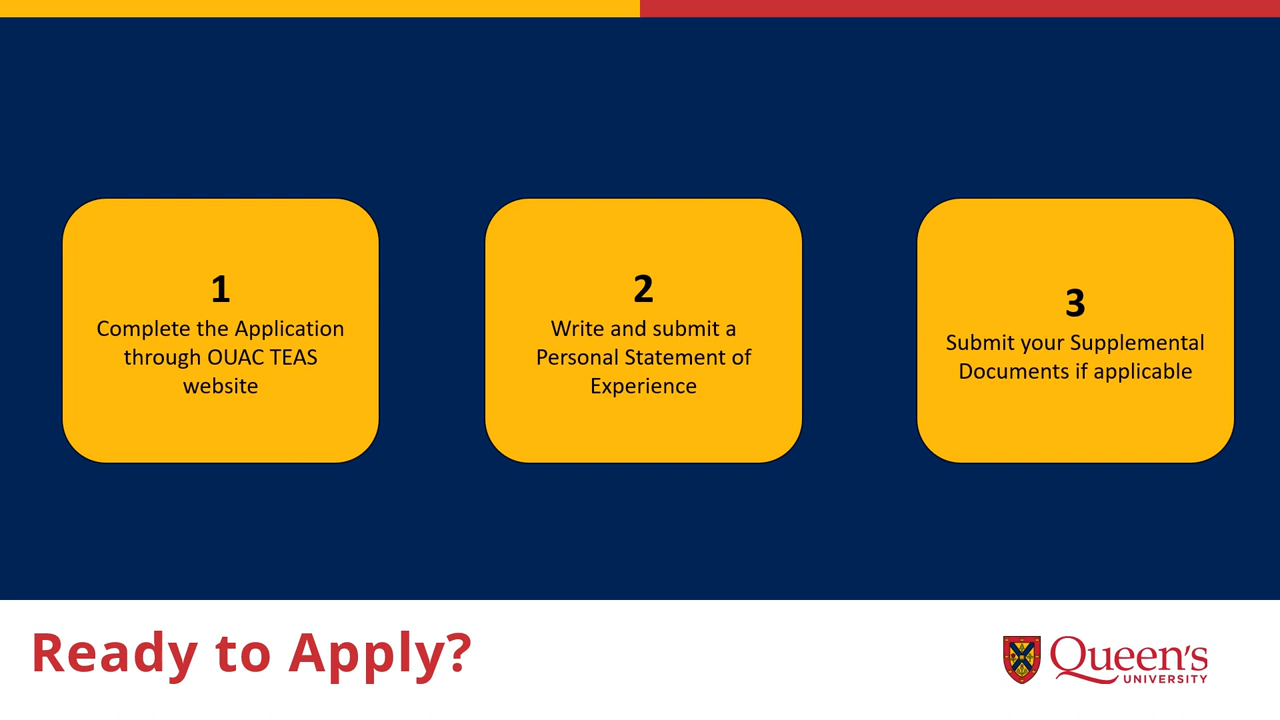 1
Complete the Application
through OUAC TEAS
website
2
Write and submit a
Personal Statement of
Experience
3
Submit your Supplemental
Documents if applicable
Ready to Apply?
Queen's
UNIVERSITY